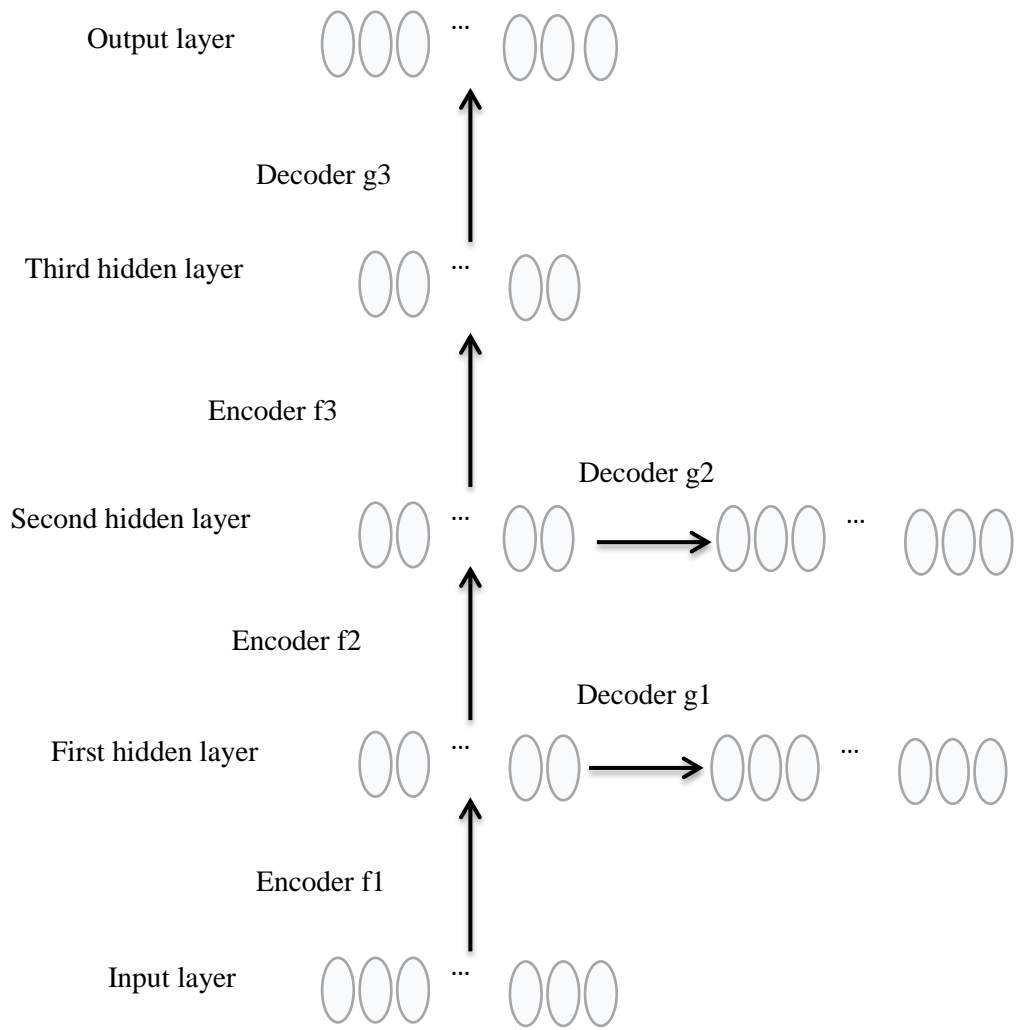 Output layer
...
Decoder g3
Third hidden layer
...
Encoder f3
Decoder g2
Second hidden layer
...
...
Encoder f2
Decoder g1
First hidden layer
...
...
Encoder f1
Input layer
...